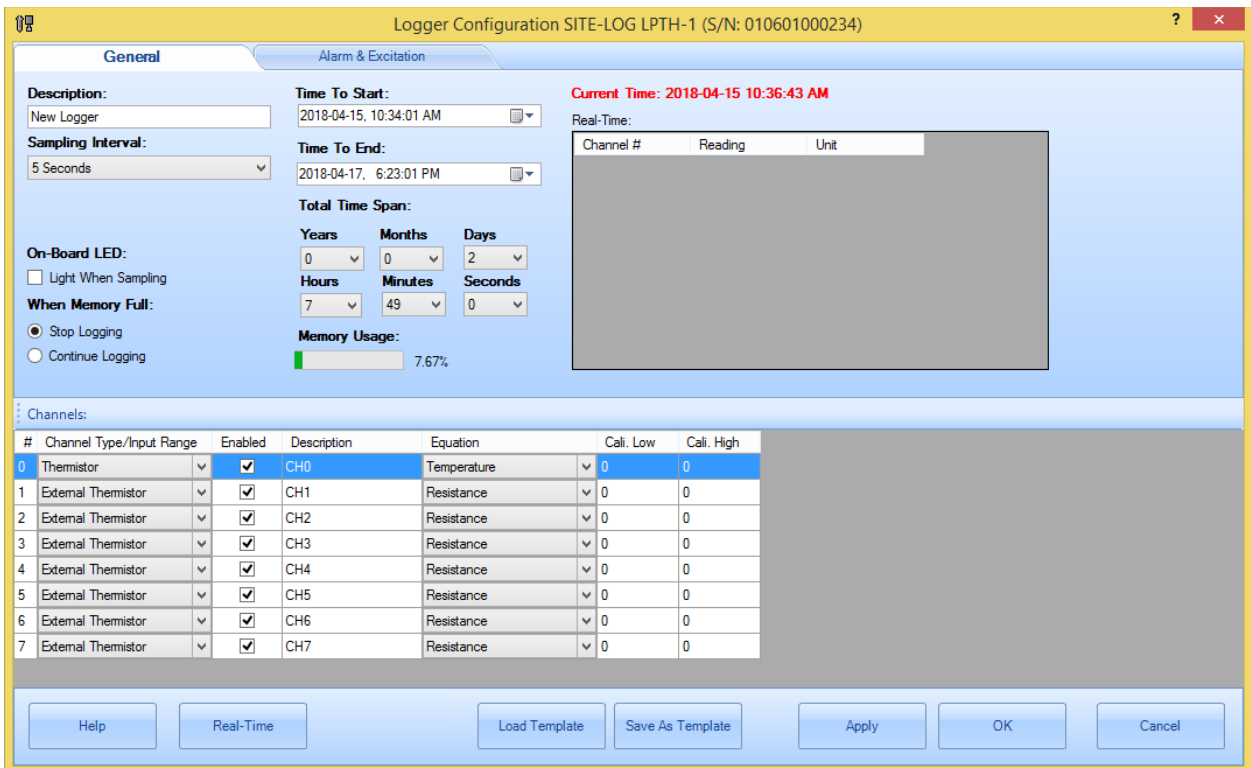 Logger Configuration SITE-LOG LPTH-1 (S/N: 010601000234)
?
General
Alarm & Excitation
Description:
New Logger
Sampling Interval:
5 Seconds
On-Board LED:
Light When Sampling
When Memory Full:
Stop Logging
Continue Logging
Time To Start:
2018-04-15, 10:34:01 AM
Time To End:
2018-04-17, 6:23:01 PM
Total Time Span:
Years Months Days
0 0 2
Hours Minutes Seconds
7 49 0
Memory Usage:
7.67%
Current Time: 2018-04-15 10:36:43 AM
Real-Time:
Channel # Reading Unit
Channels:
# Channel Type/Input Range Enabled Description Equation Cali. Low Cali. High
0 Thermistor CH0 Temperature 0 0
1 External Thermistor CH1 Resistance 0 0
2 External Thermistor CH2 Resistance 0 0
3 External Thermistor CH3 Resistance 0 0
4 External Thermistor CH4 Resistance 0 0
5 External Thermistor CH5 Resistance 0 0
6 External Thermistor CH6 Resistance 0 0
7 External Thermistor CH7 Resistance 0 0
Help Real-Time Load Template Save As Template Apply OK Cancel